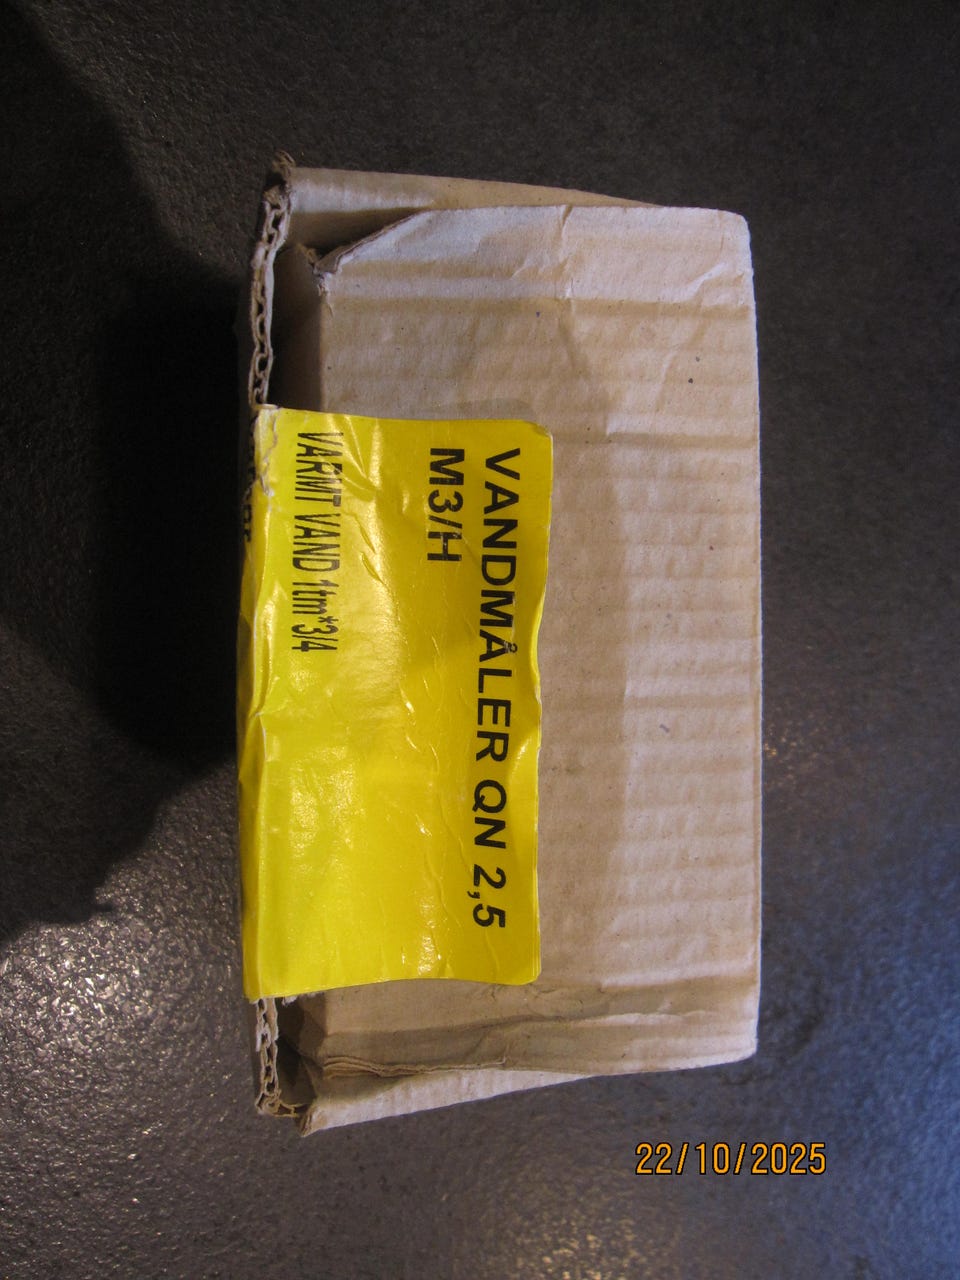 VANDMÅLER QN 2,5
M3/H
VARMT VAND 1tm*3/4
22/10/2025